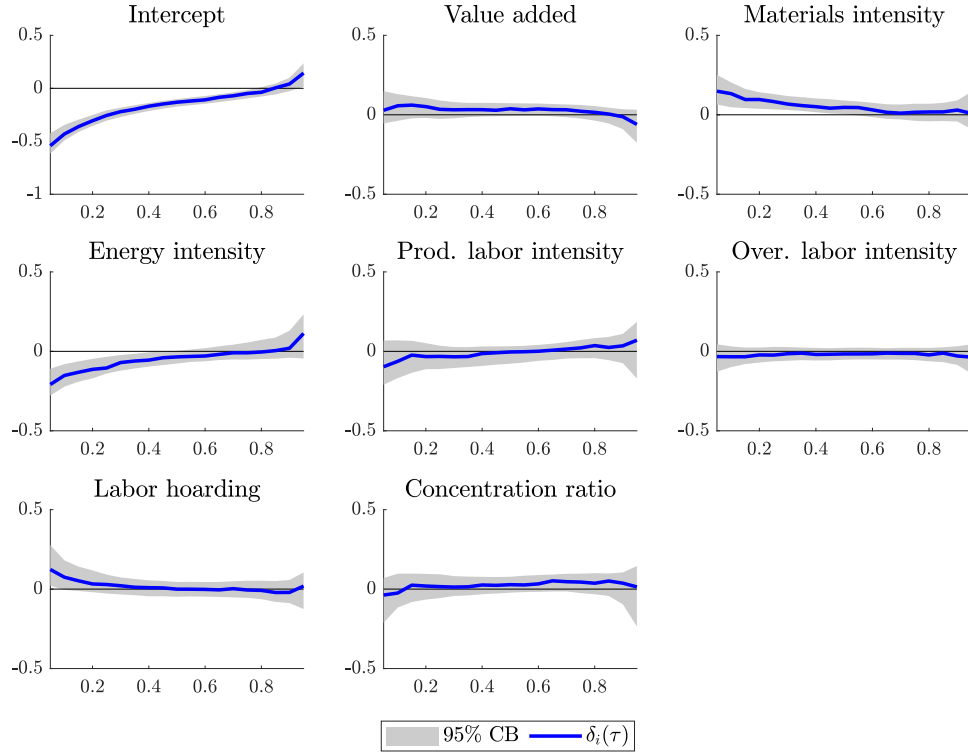 Intercept
Value added
Materials intensity
0.5
0
-0.5
-1
0.2 0.4 0.6 0.8
0.5
0
-0.5
0.2 0.4 0.6 0.8
0.5
0
-0.5
0.2 0.4 0.6 0.8
Energy intensity
Prod. labor intensity
Over. labor intensity
0.5
0
-0.5
0.2 0.4 0.6 0.8
0.5
0
-0.5
0.2 0.4 0.6 0.8
0.5
0
-0.5
0.2 0.4 0.6 0.8
Labor hoarding
Concentration ratio
0.5
0
-0.5
0.2 0.4 0.6 0.8
0.5
0
-0.5
0.2 0.4 0.6 0.8
95% CB δᵢ(τ)